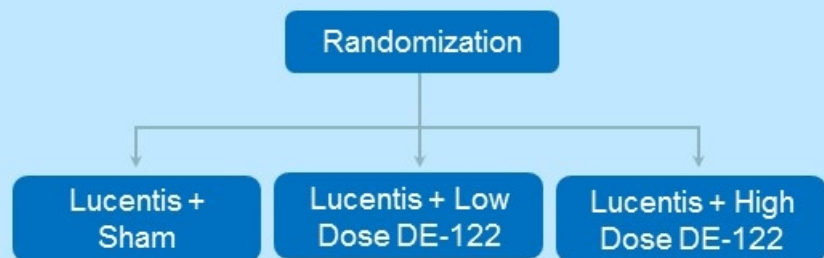 Randomization
Lucentis +
Sham
Lucentis + Low
Dose DE-122
Lucentis + High
Dose DE-122